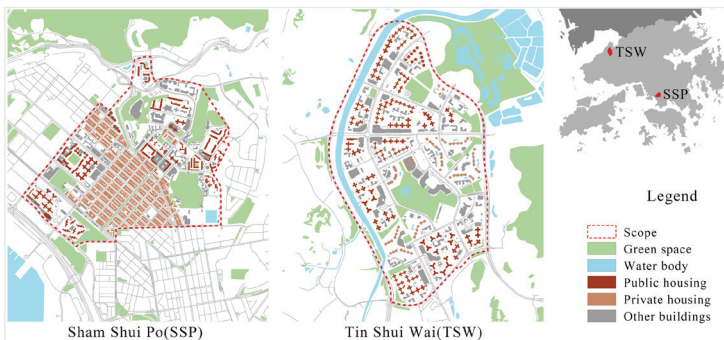 TSW
SSP
Legend
Scope
Green space
Water body
Public housing
Private housing
Other buildings
Sham Shui Po(SSP)
Tin Shui Wai(TSW)